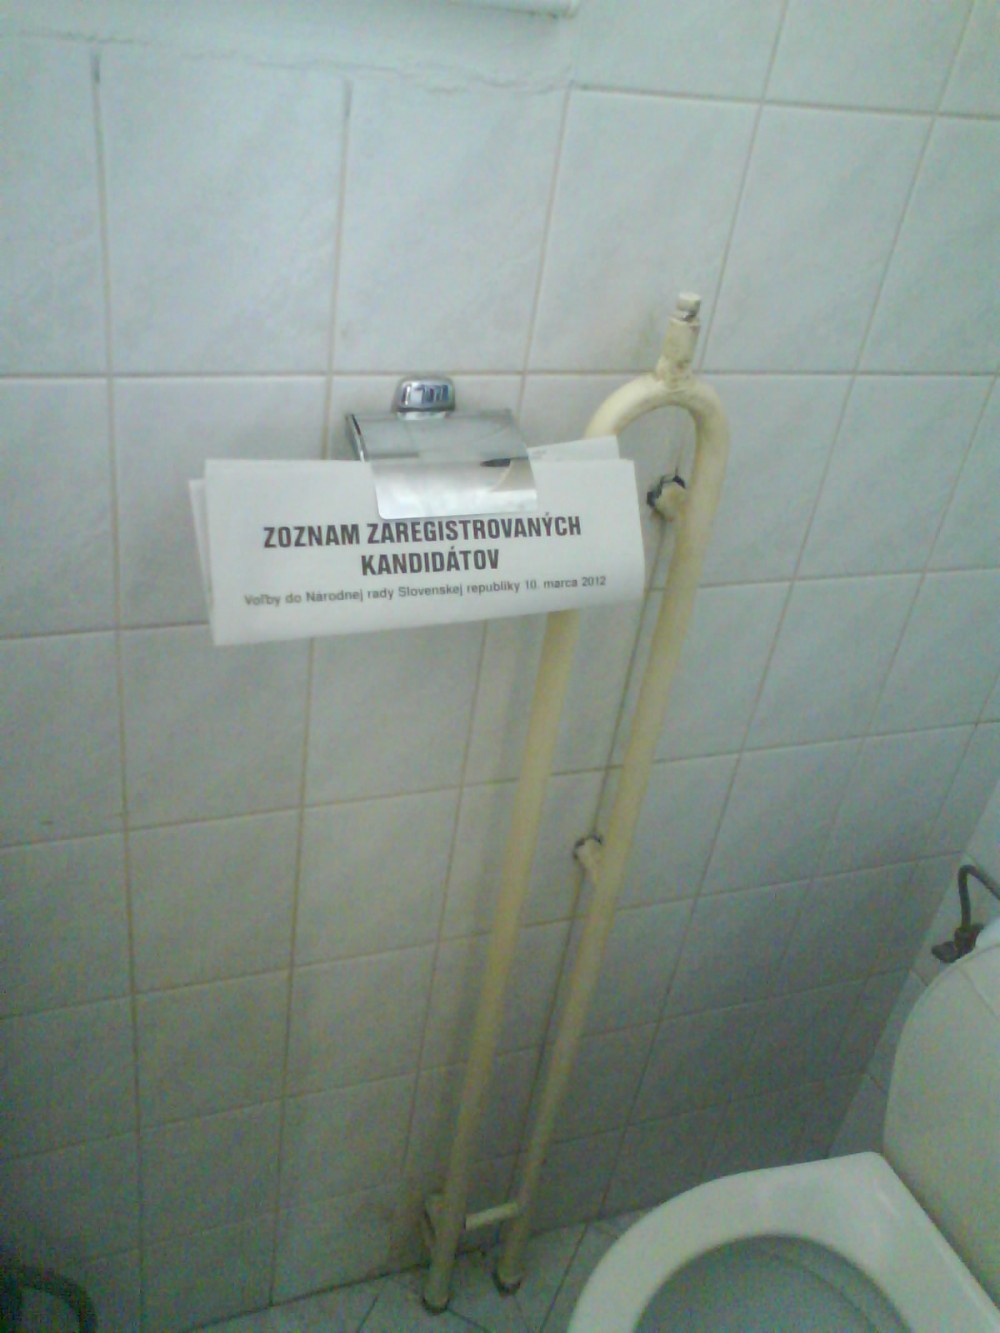 ZOZNAM ZAREGISTROVANÝCH
KANDIDÁTOV
Voľby do Národnej rady Slovenskej republiky 10. marca 2012